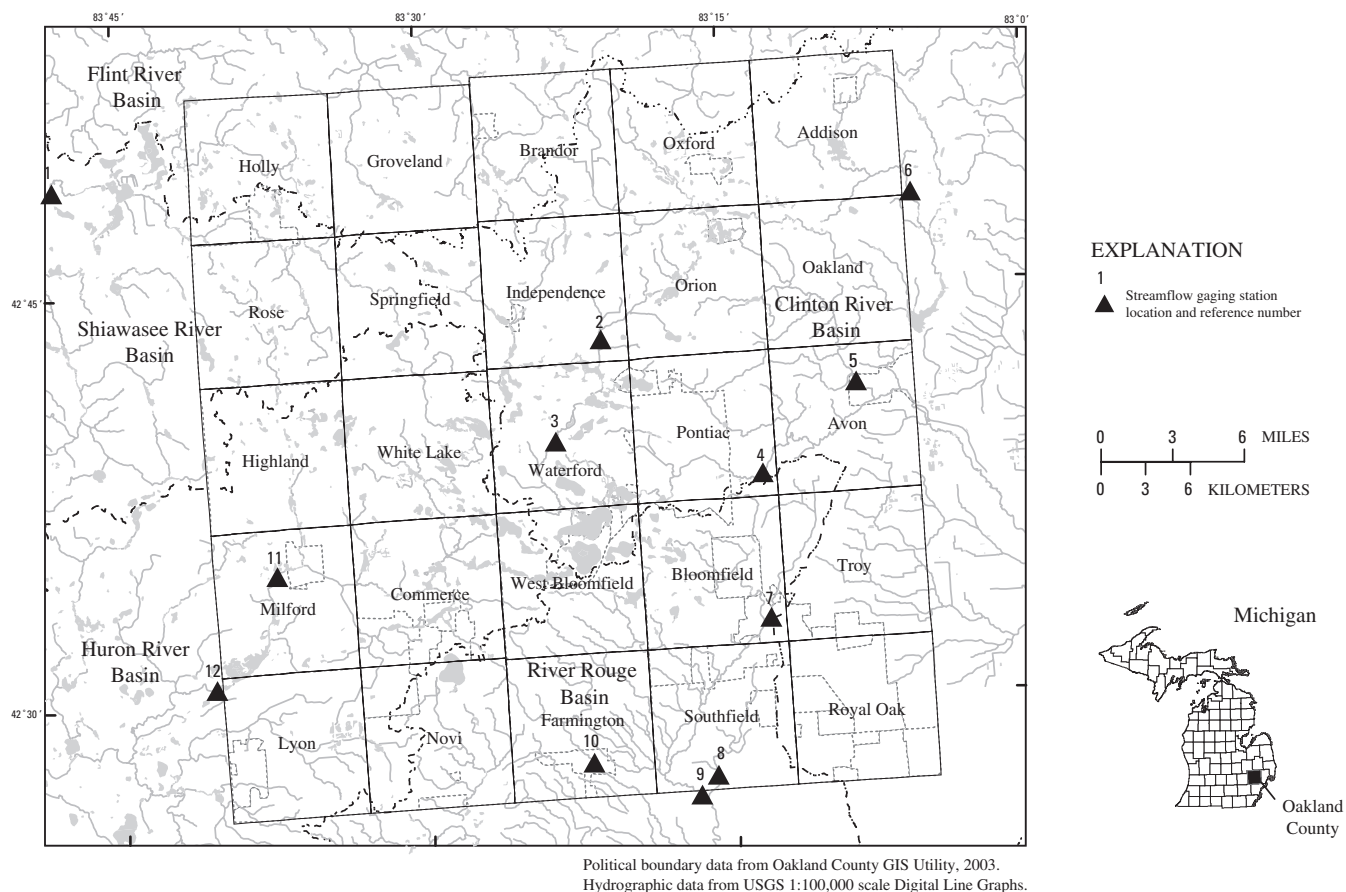 83°45'
83°30'
83°15'
83°0'
Flint River
Basin
Addison
Oxford
Brandor
Groveland
Holly
6
1
Oakland
Orion
Independence
Springfield
Rose
42°45'
Clinton River
Basin
2
Shiawasee River
Basin
5
Avon
3
Pontiac
4
White Lake
Highland
Waterford
11
Troy
Bloomfield
West Bloomfield
Commerce
Milford
7
Huron River
Basin
12
River Rouge
Basin
Farmington
Southfield
Royal Oak
42°30'
Lyon
Novi
10
8
9
EXPLANATION
1
Streamflow gaging station
location and reference number
0 3 6 MILES
0 3 6 KILOMETERS
Michigan
Oakland
County
Political boundary data from Oakland County GIS Utility, 2003.
Hydrographic data from USGS 1:100,000 scale Digital Line Graphs.